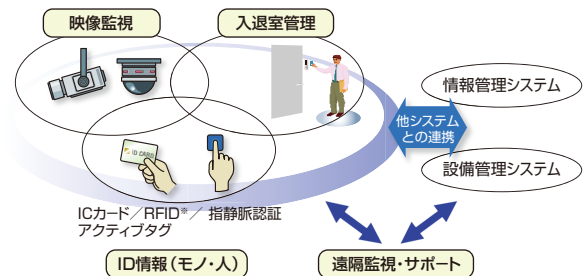 映像監視
入退室管理
情報管理システム
他システム
との連携
設備管理システム
ID CARD
ICカード／RFID※／ 指静脈認証
アクティブタグ
ID情報（モノ・人）
遠隔監視・サポート